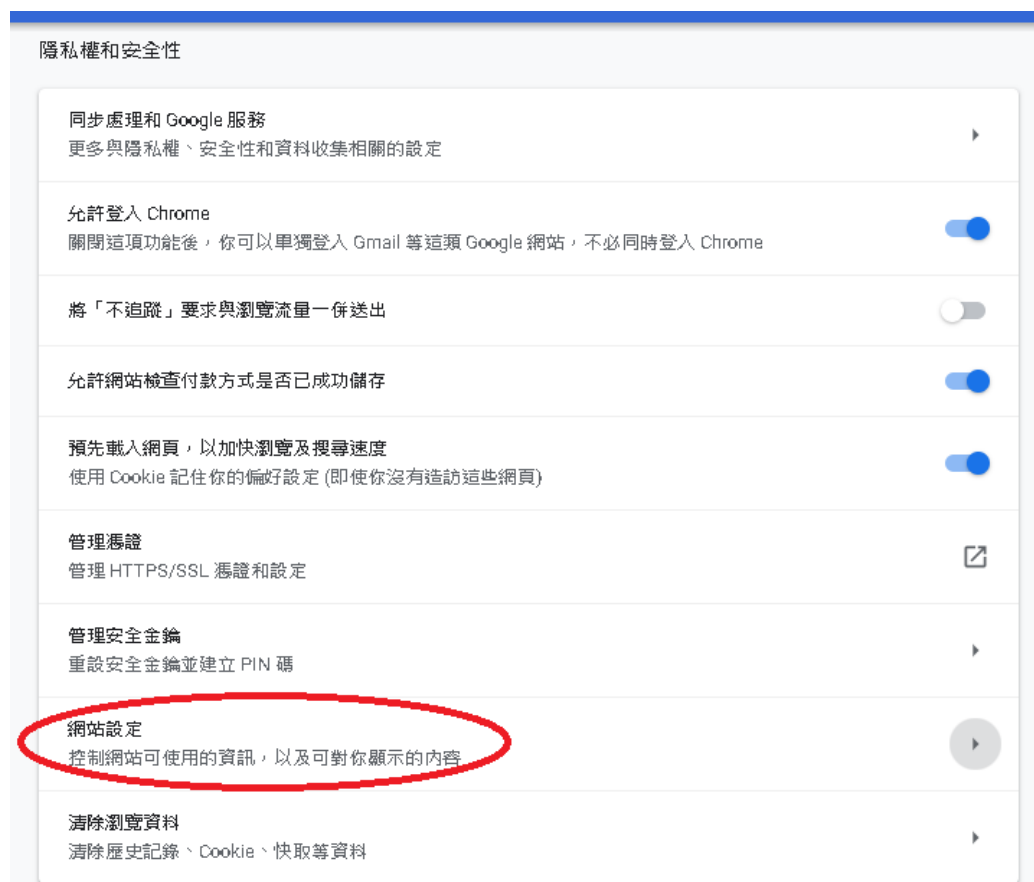 隱私權和安全性
同步處理和 Google 服務
更多與隱私權、安全性和資料收集相關的設定
允許登入 Chrome
關閉這項功能後，你可以單獨登入 Gmail 等這類 Google 網站，不必同時登入 Chrome
將「不追蹤」要求與瀏覽流量一併送出
允許網站檢查付款方式是否已成功儲存
預先載入網頁，以加快瀏覽及搜尋速度
使用 Cookie 記住你的偏好設定 (即使你沒有造訪這些網頁)
管理憑證
管理 HTTPS/SSL 憑證和設定
管理安全金鑰
重設安全金鑰並建立 PIN 碼
網站設定
控制網站可使用的資訊，以及可對你顯示的內容
清除瀏覽資料
清除歷史記錄、Cookie、快取等資料